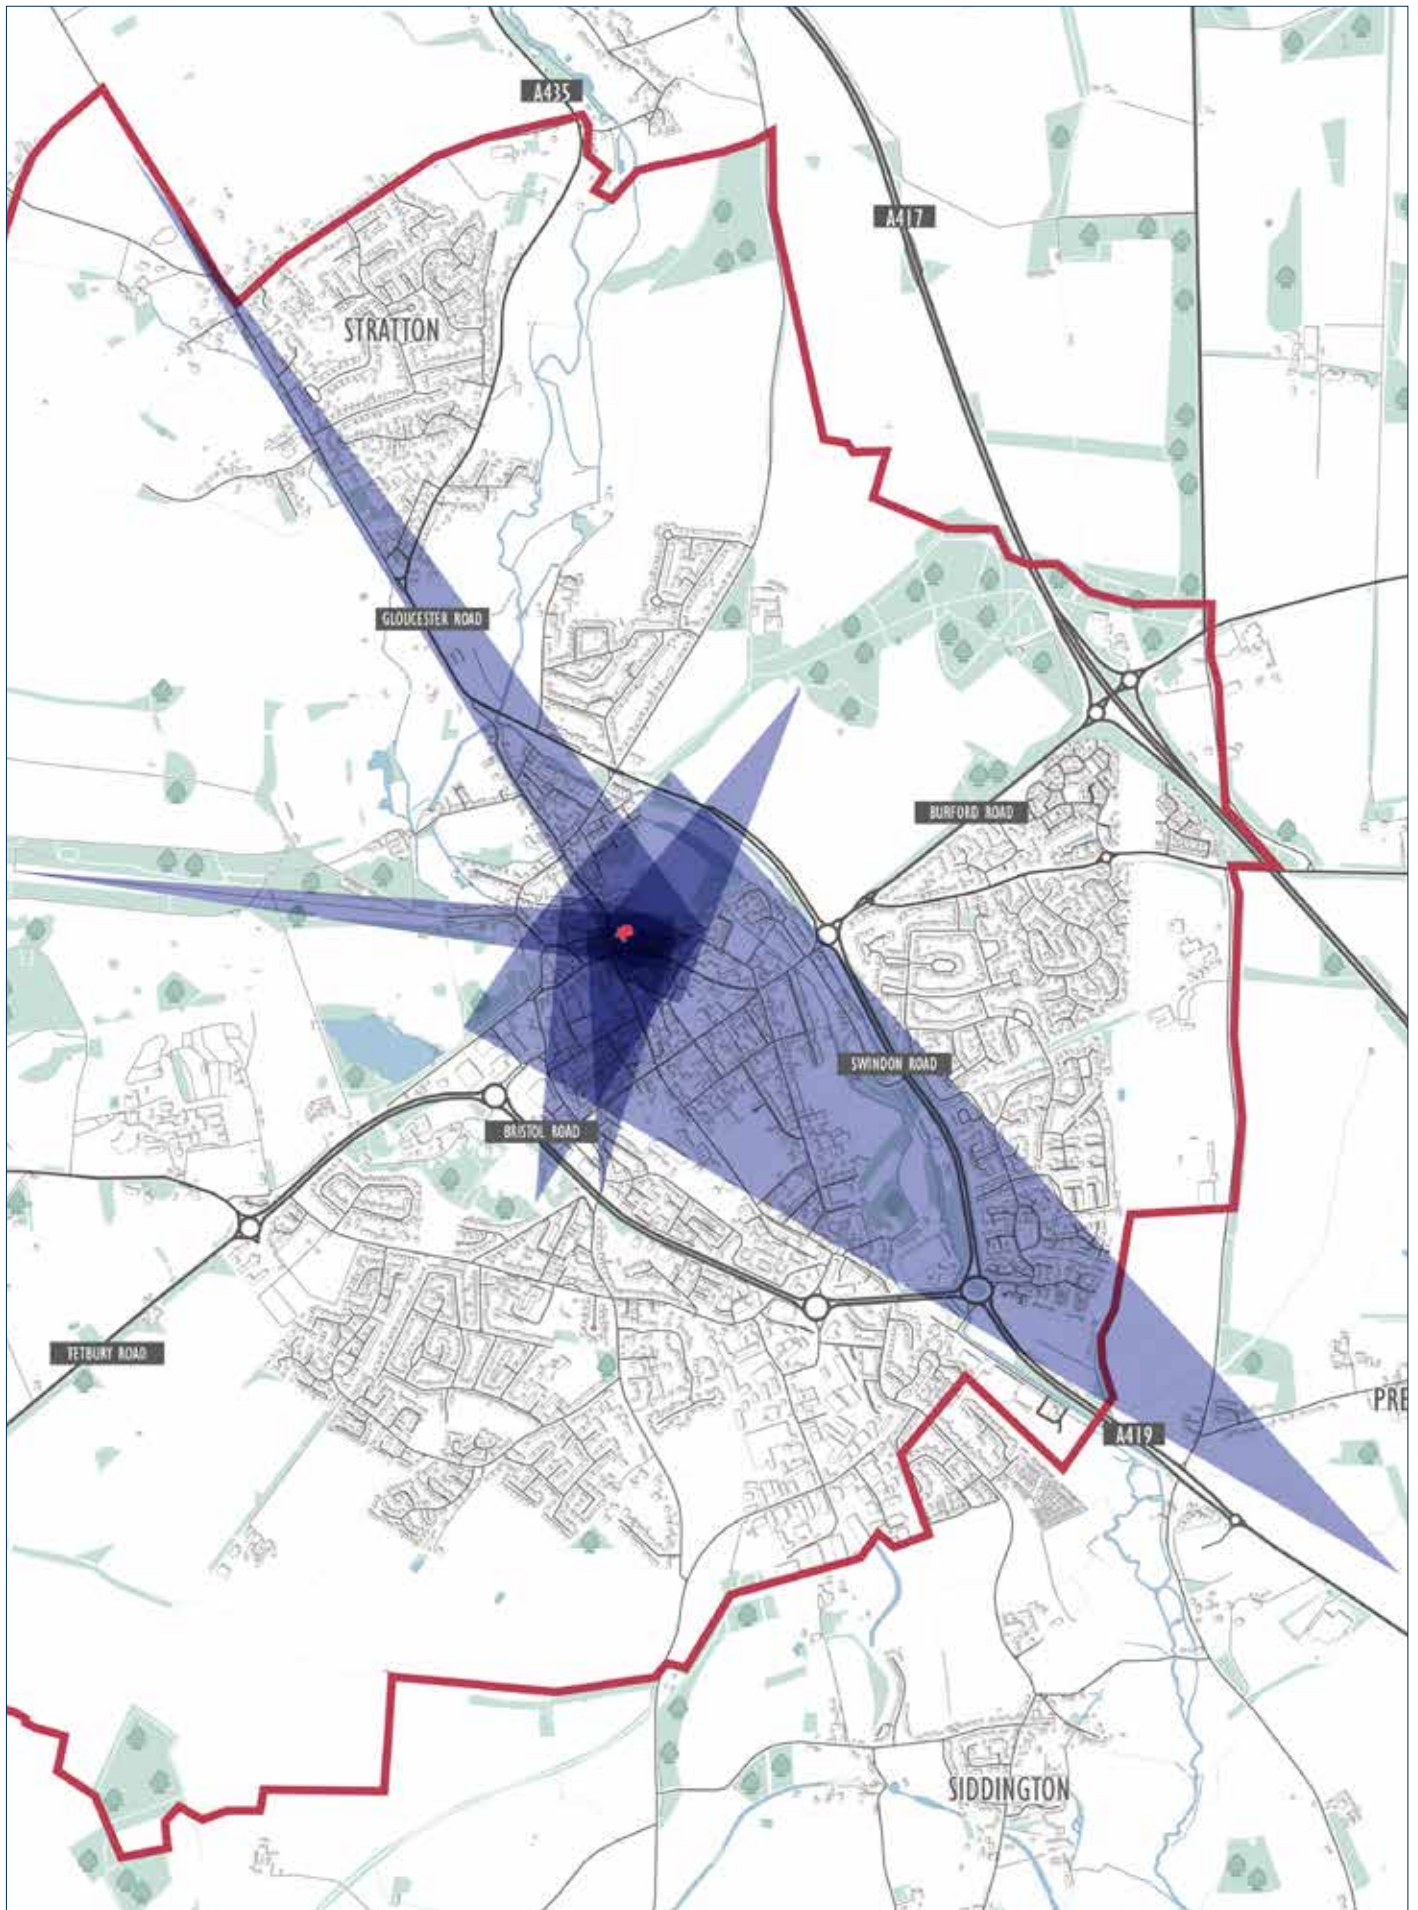 A435
A417
STRATTON
GLOUCESTER ROAD
BURFORD ROAD
SWINDON ROAD
BRISTOL ROAD
TETBURY ROAD
PRE
A419
SIDDINGTON